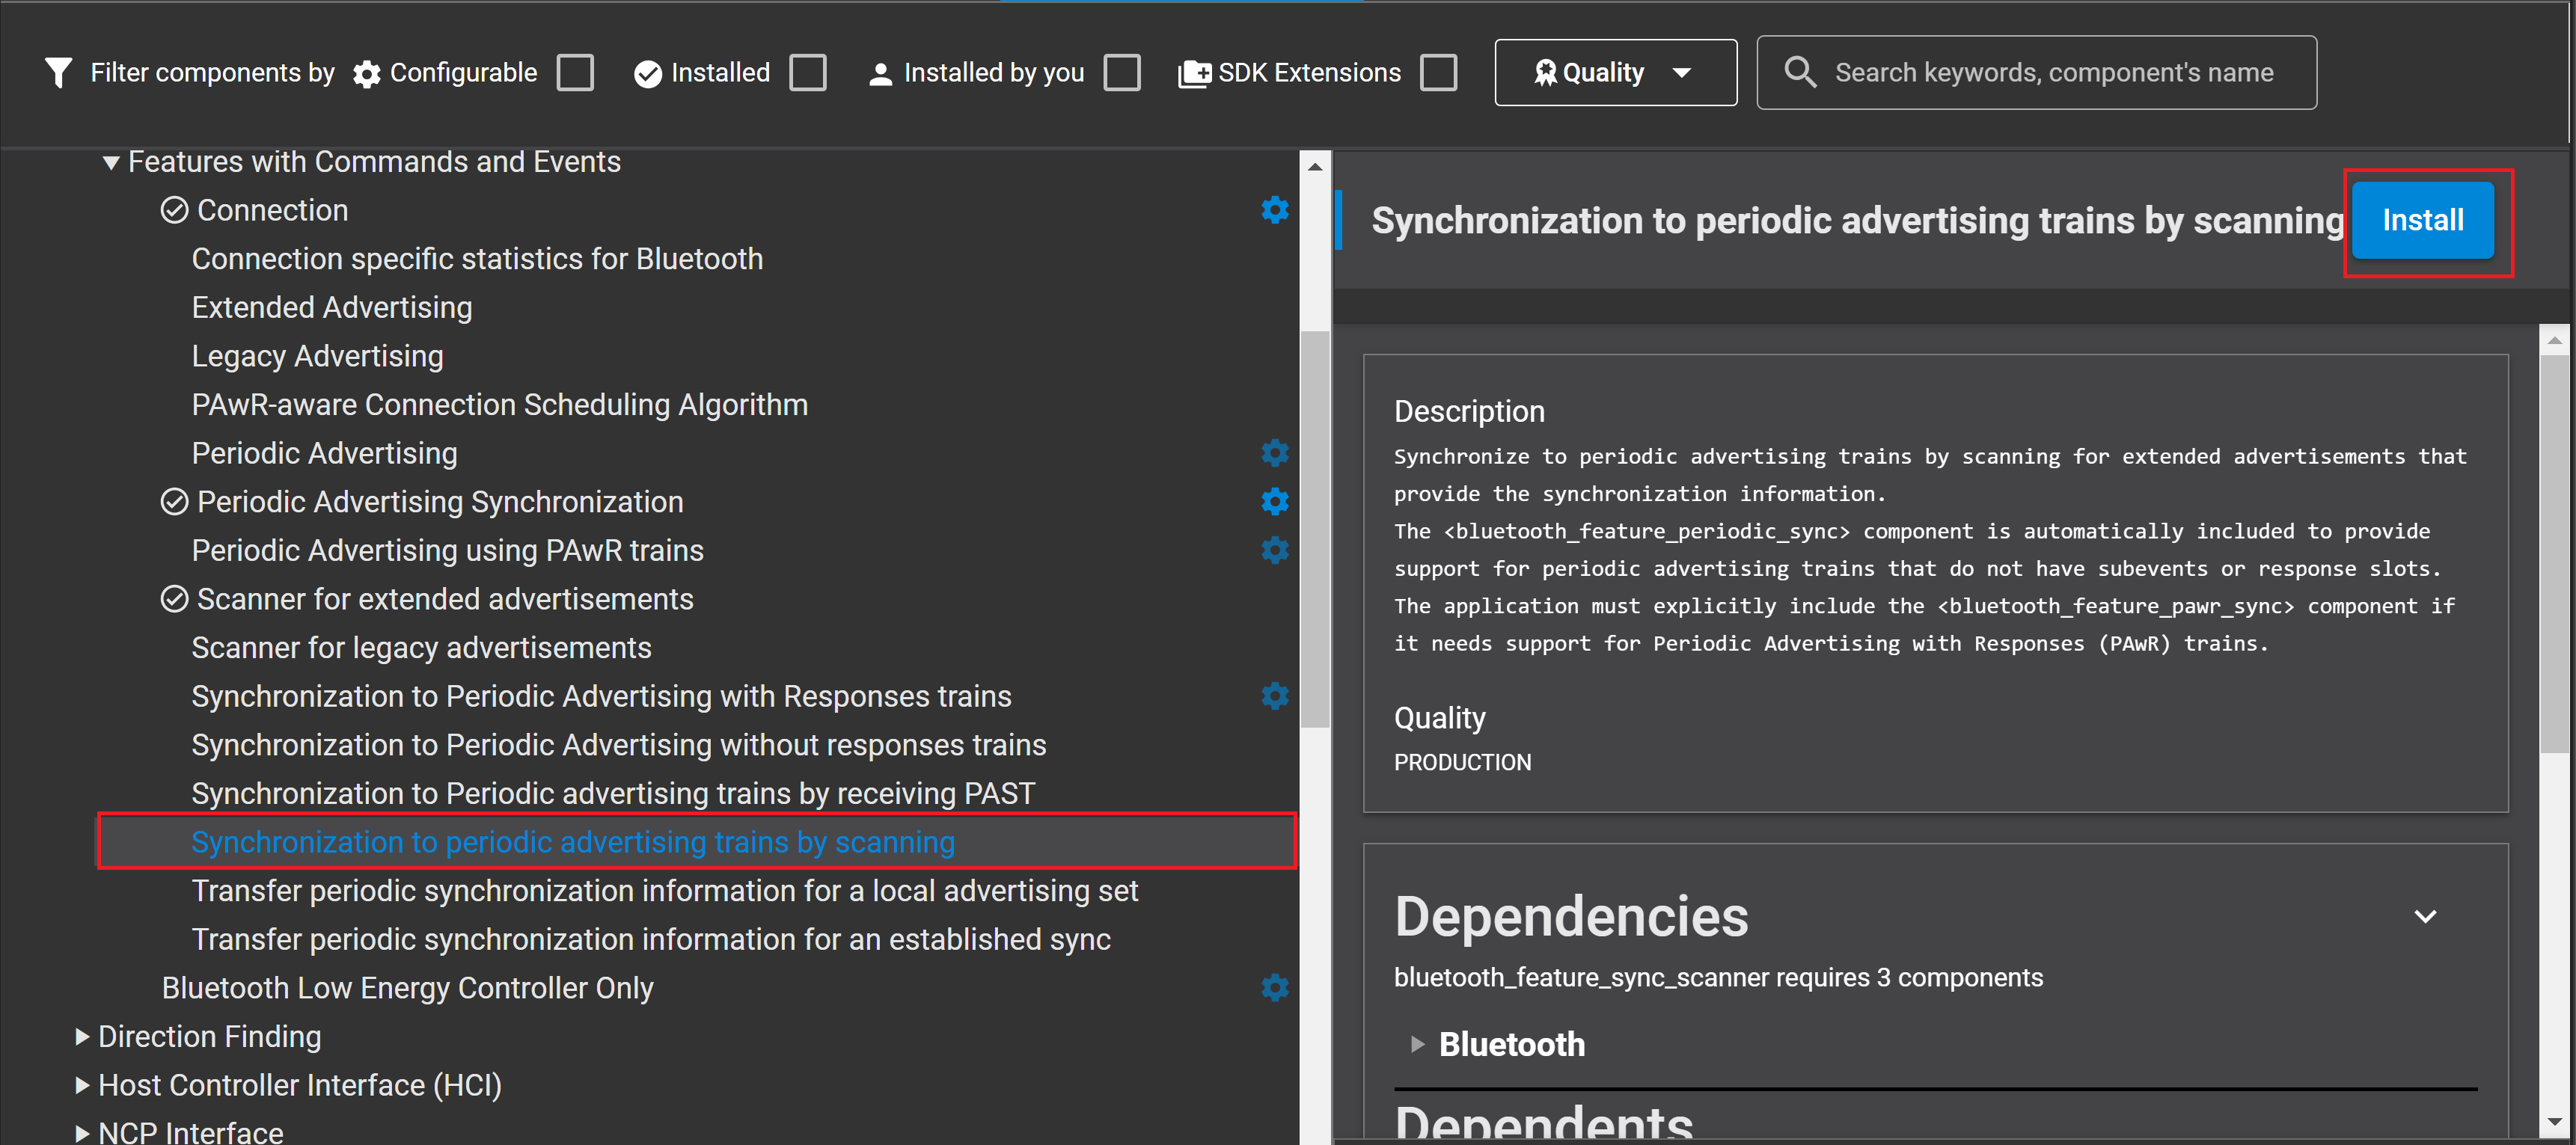 Filter components by Configurable Installed Installed by you SDK Extensions Quality Search keywords, component's name
Features with Commands and Events
Connection
Connection specific statistics for Bluetooth
Extended Advertising
Legacy Advertising
PAwR-aware Connection Scheduling Algorithm
Periodic Advertising
Periodic Advertising Synchronization
Periodic Advertising using PAwR trains
Scanner for extended advertisements
Scanner for legacy advertisements
Synchronization to Periodic Advertising with Responses trains
Synchronization to Periodic Advertising without responses trains
Synchronization to Periodic advertising trains by receiving PAST
Synchronization to periodic advertising trains by scanning
Transfer periodic synchronization information for a local advertising set
Transfer periodic synchronization information for an established sync
Bluetooth Low Energy Controller Only
Direction Finding
Host Controller Interface (HCI)
NCP Interface
Synchronization to periodic advertising trains by scanning
Install
Description
Synchronize to periodic advertising trains by scanning for extended advertisements that
provide the synchronization information.
The <bluetooth_feature_periodic_sync> component is automatically included to provide
support for periodic advertising trains that do not have subevents or response slots.
The application must explicitly include the <bluetooth_feature_pawr_sync> component if
it needs support for Periodic Advertising with Responses (PAwR) trains.
Quality
PRODUCTION
Dependencies
bluetooth_feature_sync_scanner requires 3 components
Bluetooth
Dependents